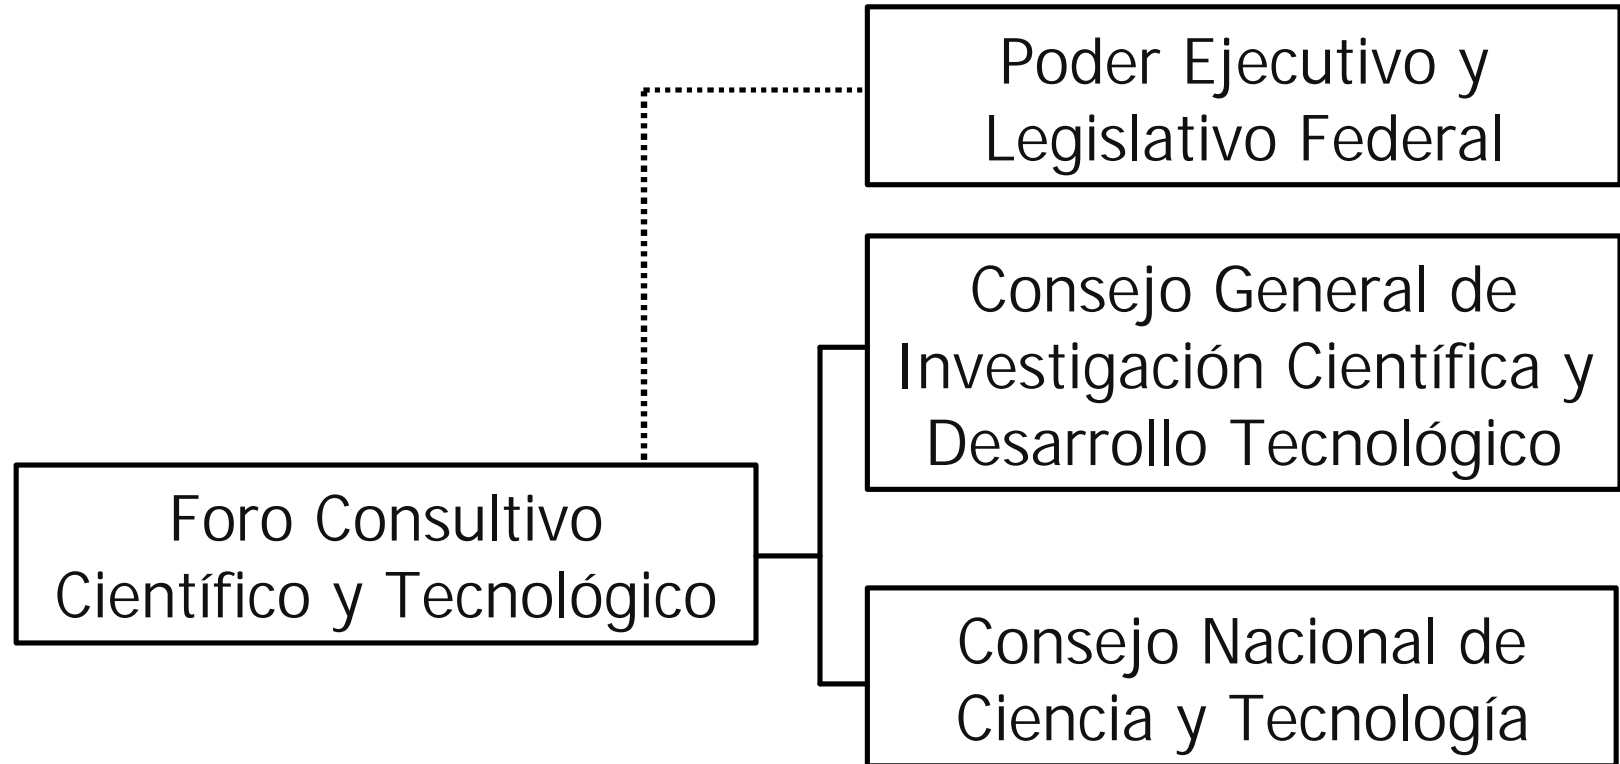 Poder Ejecutivo y
Legislativo Federal
Consejo General de
Investigación Científica y
Desarrollo Tecnológico
Foro Consultivo
Científico y Tecnológico
Consejo Nacional de
Ciencia y Tecnología